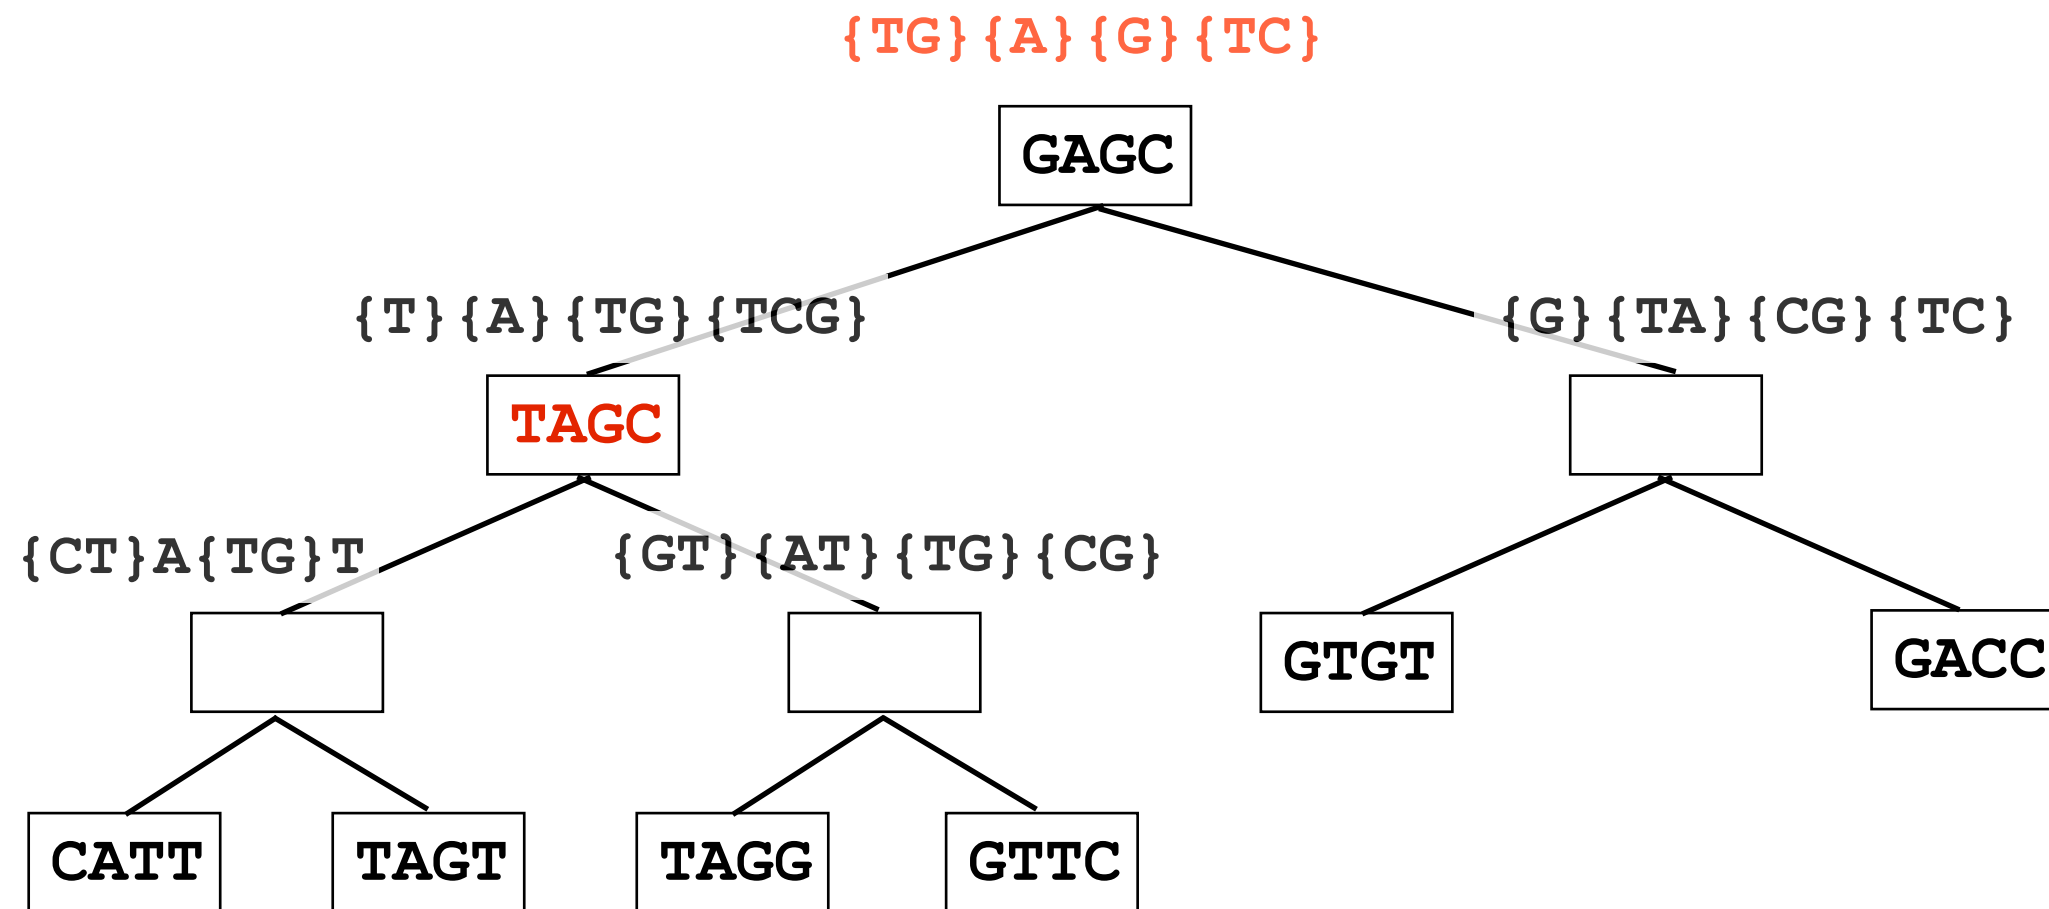 {TG}{A}{G}{TC}
GAGC
{T}{A}{TG}{TCG} {G}{TA}{CG}{TC}
TAGC
{CT}A{TG}T {GT}{AT}{TG}{CG}
GTGT GACC
CATT TAGT TAGG GTTC